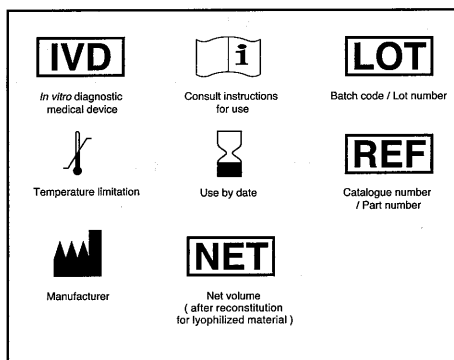 IVD
In vitro diagnostic
medical device
i
Consult instructions
for use
LOT
Batch code / Lot number
Temperature limitation
Use by date
REF
Catalogue number
/ Part number
Manufacturer
NET
Net volume
( after reconstitution
for lyophilized material )